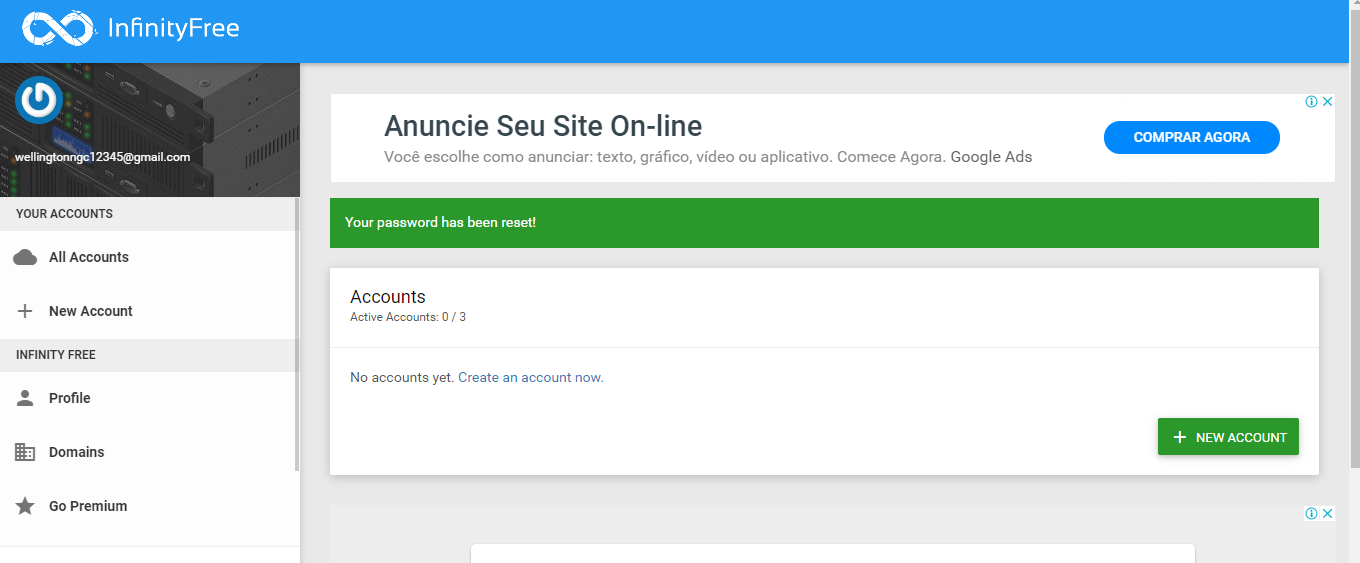 InfinityFree
wellingtonngc12345@gmail.com
YOUR ACCOUNTS
All Accounts
New Account
INFINITY FREE
Profile
Domains
Go Premium
Anuncie Seu Site On-line
Você escolhe como anunciar: texto, gráfico, vídeo ou aplicativo. Comece Agora. Google Ads
COMPRAR AGORA
Your password has been reset!
Accounts
Active Accounts: 0 / 3
No accounts yet. Create an account now.
NEW ACCOUNT